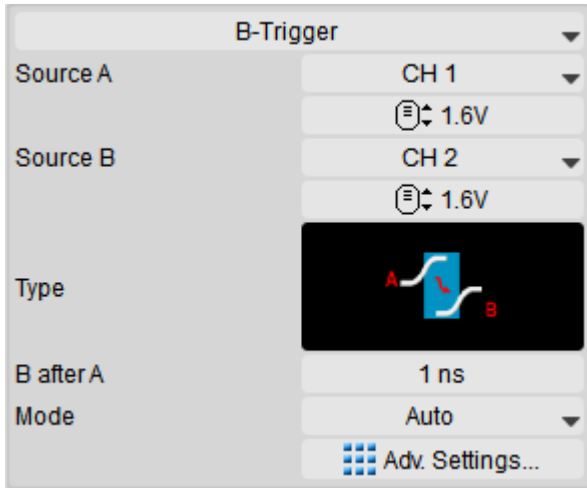 B-Trigger
Source A CH 1
1.6V
Source B CH 2
1.6V
A
Type
B
B after A 1 ns
Mode Auto
Adv. Settings...